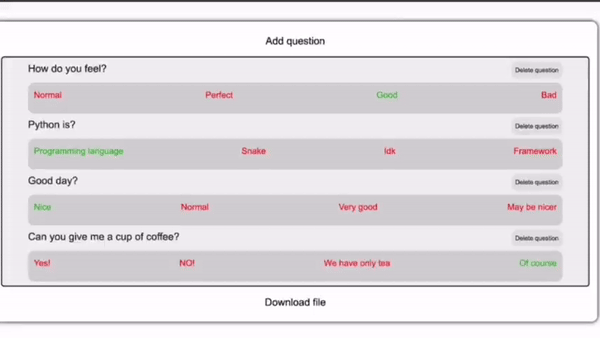 Add question
How do you feel? Delete question
Normal Perfect Good Bad
Python is? Delete question
Programming language Snake Idk Framework
Good day? Delete question
Nice Normal Very good May be nicer
Can you give me a cup of coffee? Delete question
Yes! NO! We have only tea Of course
Download file